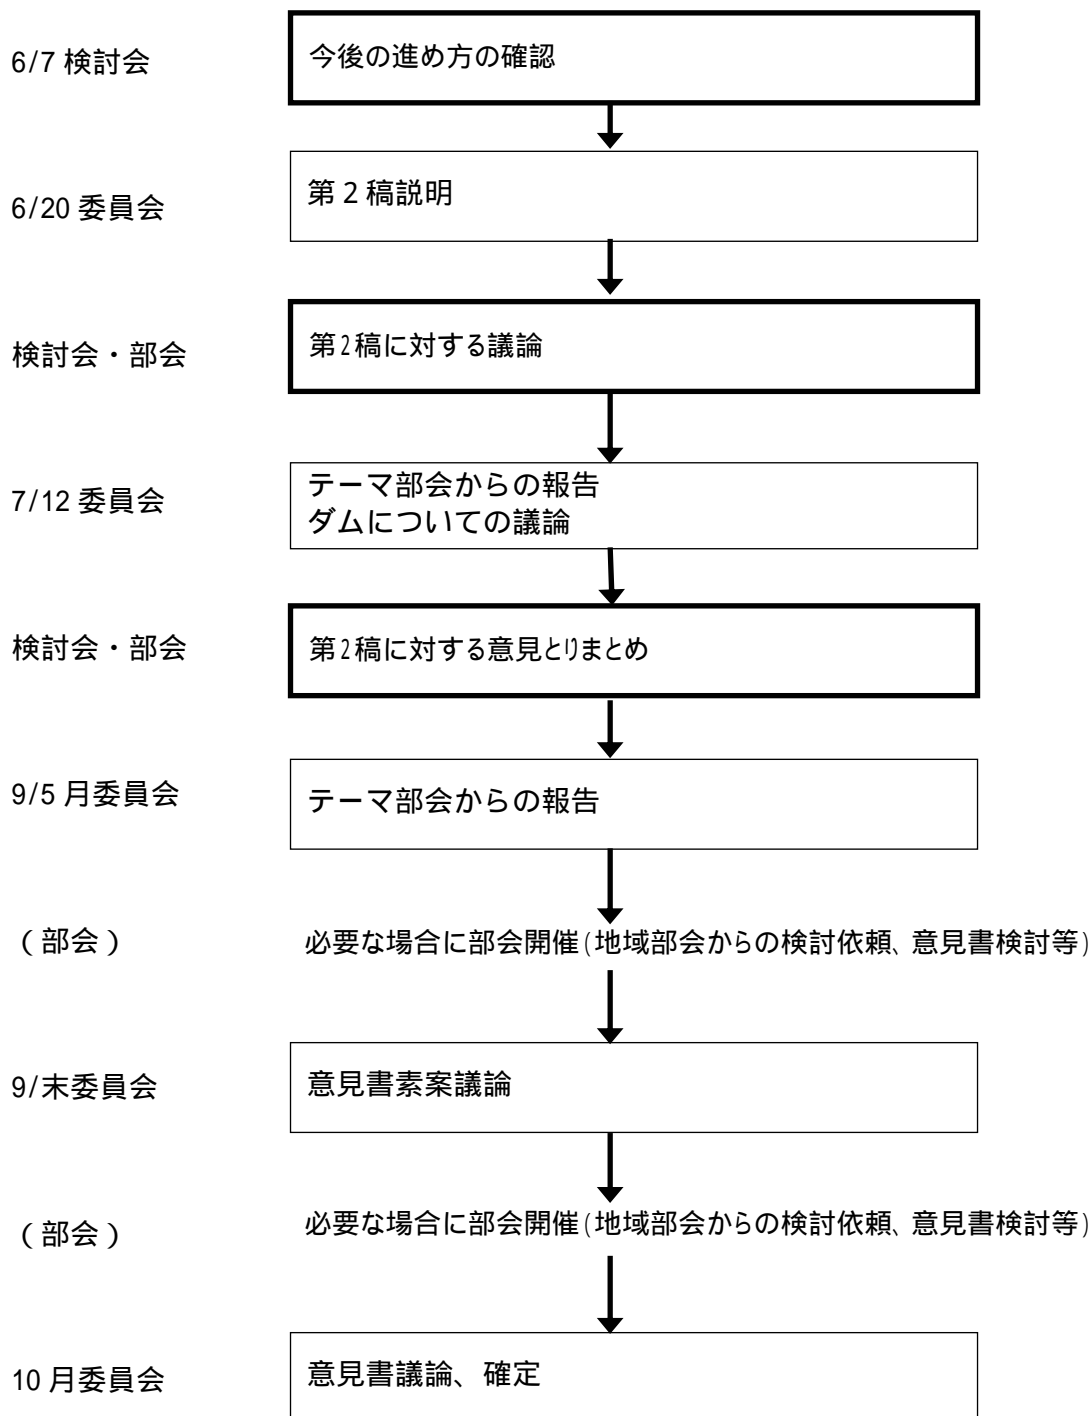 6/7 検討会
今後の進め方の確認
6/20 委員会
第２稿説明
検討会・部会
第2稿に対する議論
7/12 委員会
テーマ部会からの報告
ダムについての議論
検討会・部会
第2稿に対する意見とりまとめ
9/5 月委員会
テーマ部会からの報告
（部会）
必要な場合に部会開催(地域部会からの検討依頼、意見書検討等)
9/末委員会
意見書素案議論
（部会）
必要な場合に部会開催(地域部会からの検討依頼、意見書検討等)
10 月委員会
意見書議論、確定